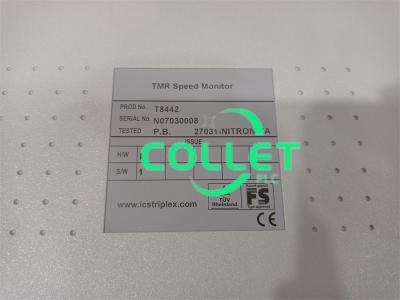 TMR Speed Monitor
PROD No. T8442
SERIAL No. N07030008
TESTED P.B. 27031-NITRON
ISSUE
H/W
COLLET
PLC
S/W 1
www.icstriplex.com
TÜV
Rheinland
FS
CE